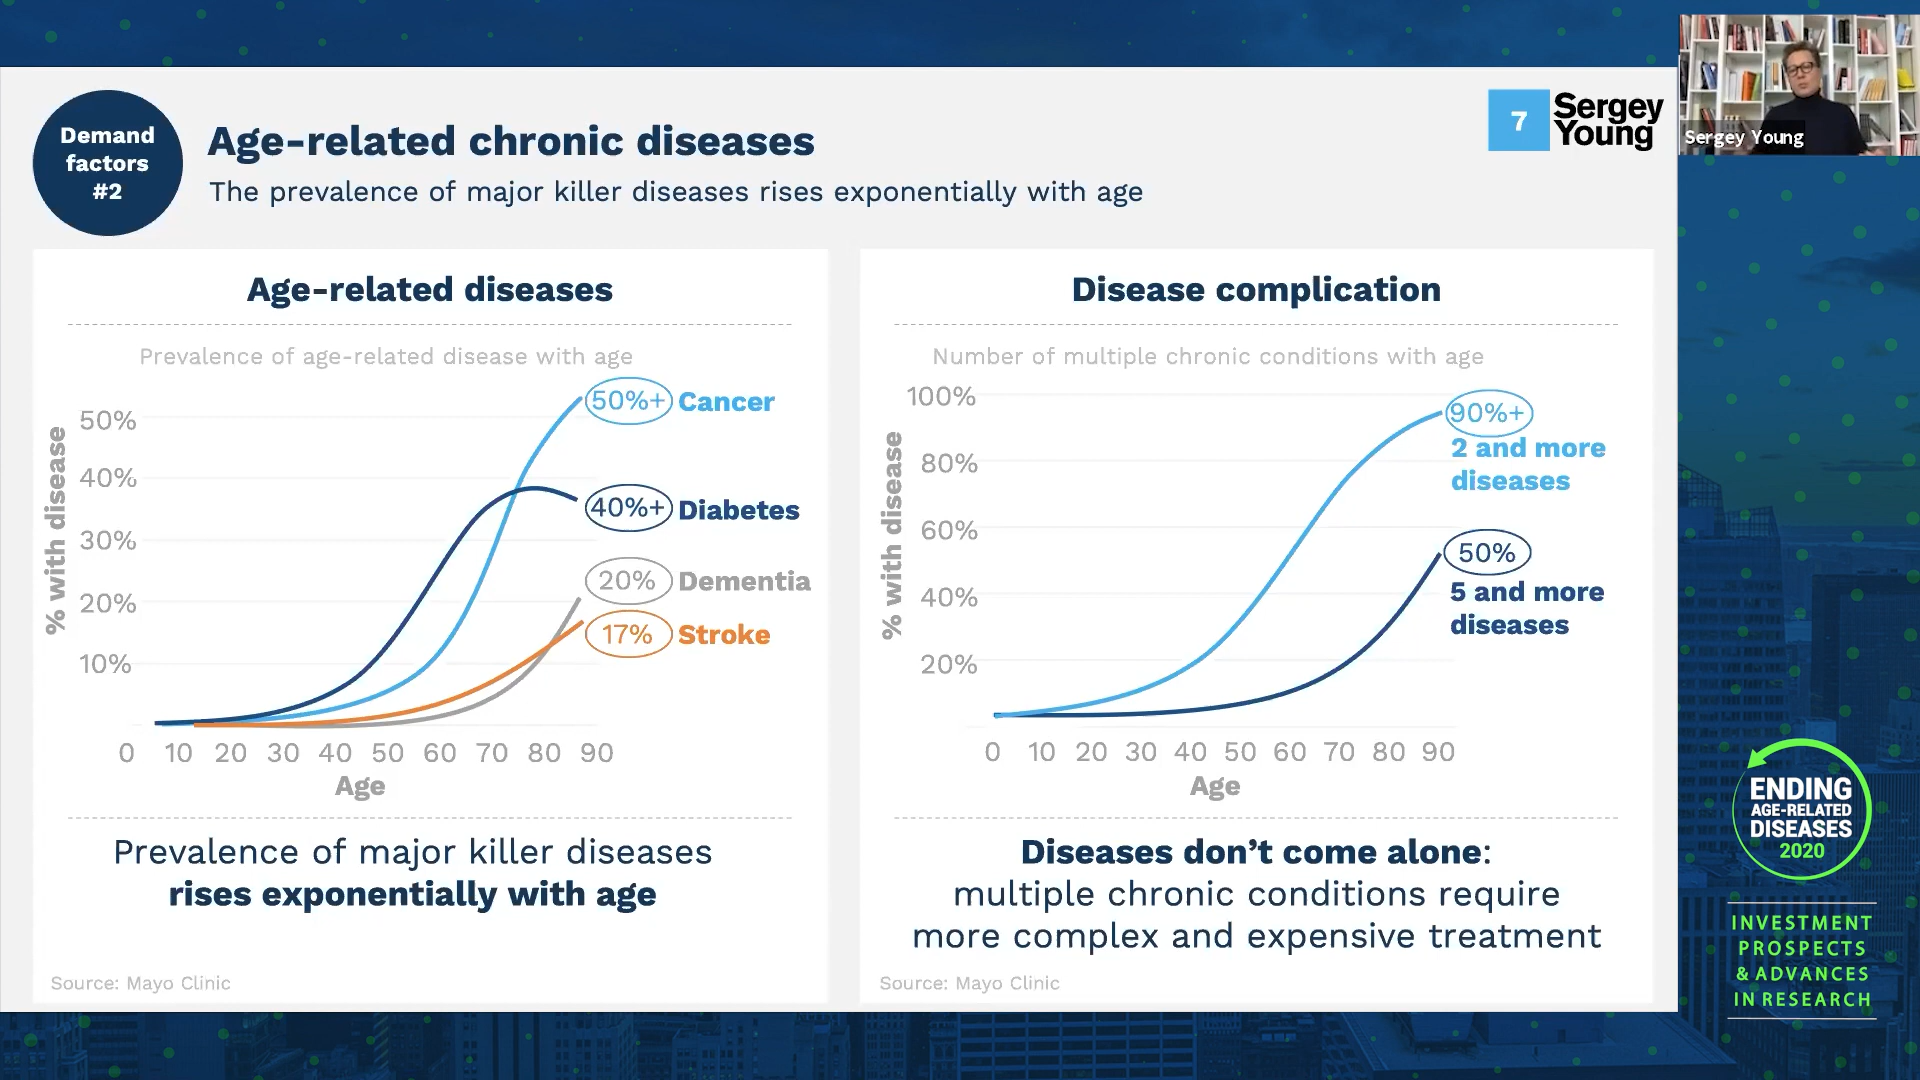 Demand
factors
#2
Age-related chronic diseases
The prevalence of major killer diseases rises exponentially with age
7
Sergey
Young
Sergey Young
Age-related diseases
Prevalence of age-related disease with age
% with disease
50%
40%
30%
20%
10%
0 10 20 30 40 50 60 70 80 90
Age
50%+ Cancer
40%+ Diabetes
20% Dementia
17% Stroke
Prevalence of major killer diseases
rises exponentially with age
Source: Mayo Clinic
Disease complication
Number of multiple chronic conditions with age
% with disease
100%
80%
60%
40%
20%
0 10 20 30 40 50 60 70 80 90
Age
90%+
2 and more
diseases
50%
5 and more
diseases
Diseases don't come alone:
multiple chronic conditions require
more complex and expensive treatment
Source: Mayo Clinic
ENDING
AGE-RELATED
DISEASES
2020
INVESTMENT
PROSPECTS
& ADVANCES
IN RESEARCH